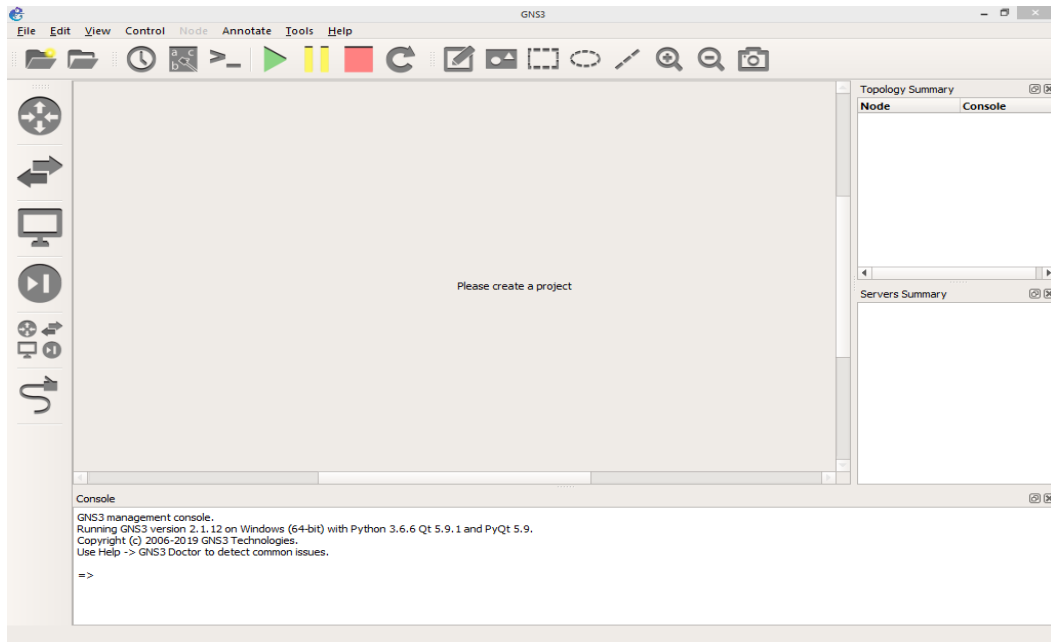 GNS3
File Edit View Control Node Annotate Tools Help
Topology Summary
Node Console
Please create a project
Servers Summary
Console
GNS3 management console.
Running GNS3 version 2.1.12 on Windows (64-bit) with Python 3.6.6 Qt 5.9.1 and PyQt 5.9.
Copyright (c) 2006-2019 GNS3 Technologies.
Use Help -> GNS3 Doctor to detect common issues.
=>